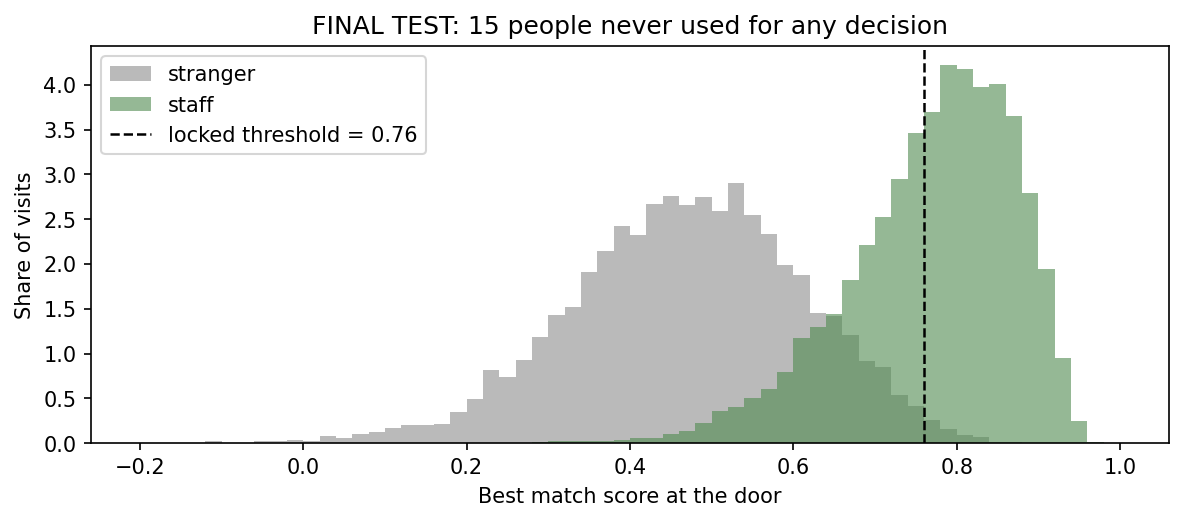 FINAL TEST: 15 people never used for any decision
stranger
staff
locked threshold = 0.76
Share of visits
4.0
3.5
3.0
2.5
2.0
1.5
1.0
0.5
0.0
−0.2
0.0
0.2
0.4
0.6
0.8
1.0
Best match score at the door